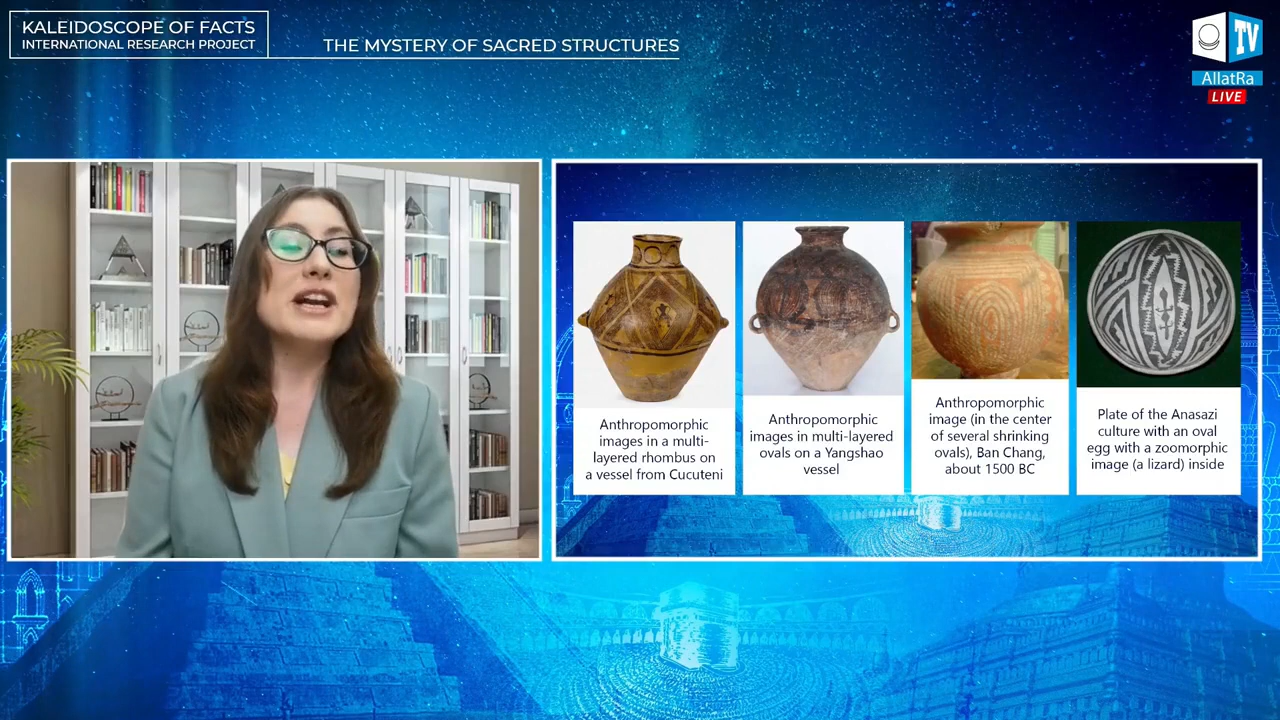 KALEIDOSCOPE OF FACTS
INTERNATIONAL RESEARCH PROJECT
THE MYSTERY OF SACRED STRUCTURES
TV
AllatRa
LIVE
Anthropomorphic
images in a multi-
layered rhombus on
a vessel from Cucuteni
Anthropomorphic
images in multi-layered
ovals on a Yangshao
vessel
Anthropomorphic
image (in the center
of several shrinking
ovals), Ban Chang,
about 1500 BC
Plate of the Anasazi
culture with an oval
egg with a zoomorphic
image (a lizard) inside